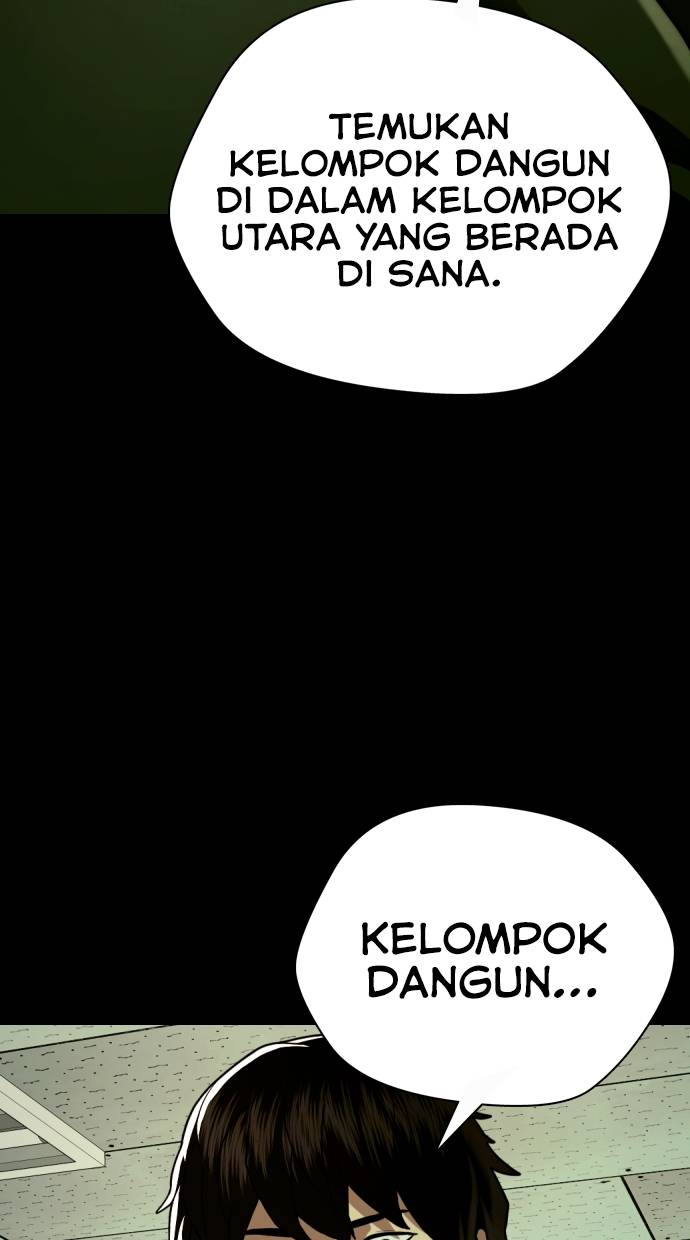 TEMUKAN
KELOMPOK DANGUN
DI DALAM KELOMPOK
UTARA YANG BERADA
DI SANA.
KELOMPOK
DANGUN...